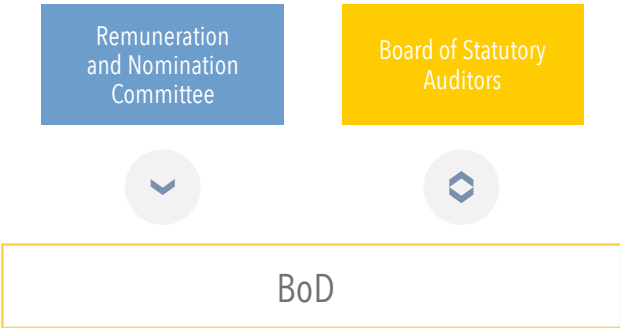 Remuneration
and Nomination
Committee
Board of Statutory
Auditors
BoD